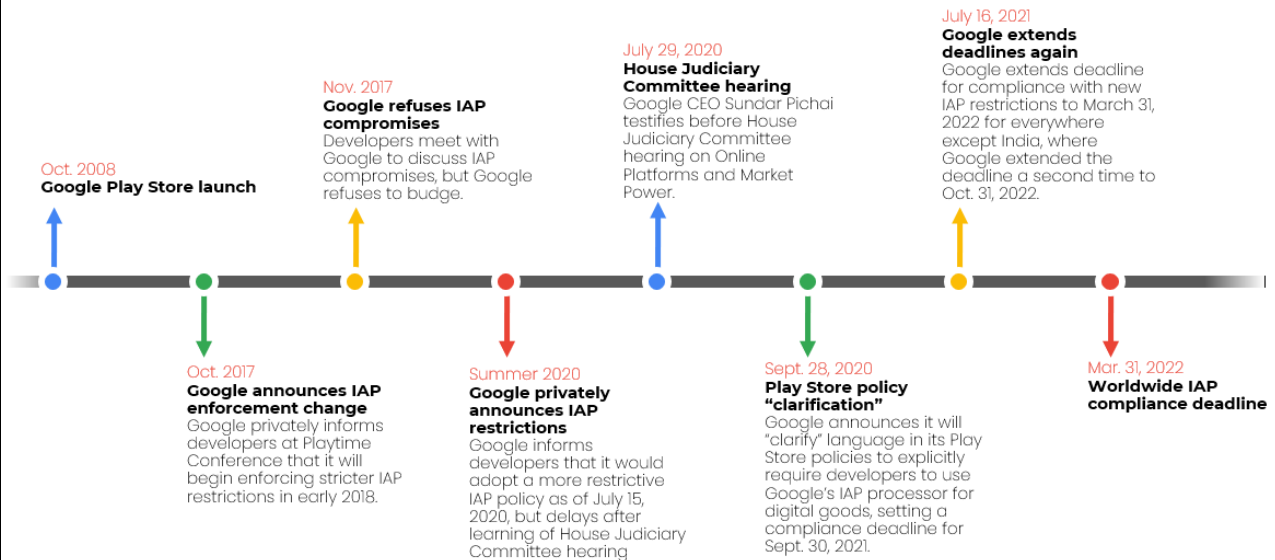 Oct. 2008
Google Play Store launch
Oct. 2017
Google announces IAP
enforcement change
Google privately informs
developers at Playtime
Conference that it will
begin enforcing stricter IAP
restrictions in early 2018.
Nov. 2017
Google refuses IAP
compromises
Developers meet with
Google to discuss IAP
compromises, but Google
refuses to budge.
Summer 2020
Google privately
announces IAP
restrictions
Google informs
developers that it would
adopt a more restrictive
IAP policy as of July 15,
2020, but delays after
learning of House Judiciary
Committee hearing
July 29, 2020
House Judiciary
Committee hearing
Google CEO Sundar Pichai
testifies before House
Judiciary Committee
hearing on Online
Platforms and Market
Power.
Sept. 28, 2020
Play Store policy
“clarification”
Google announces it will
“clarify” language in its Play
Store policies to explicitly
require developers to use
Google’s IAP processor for
digital goods, setting a
compliance deadline for
Sept. 30, 2021.
July 16, 2021
Google extends
deadlines again
Google extends deadline
for compliance with new
IAP restrictions to March 31,
2022 for everywhere
except India, where
Google extended the
deadline a second time to
Oct. 31, 2022.
Mar. 31, 2022
Worldwide IAP
compliance deadline